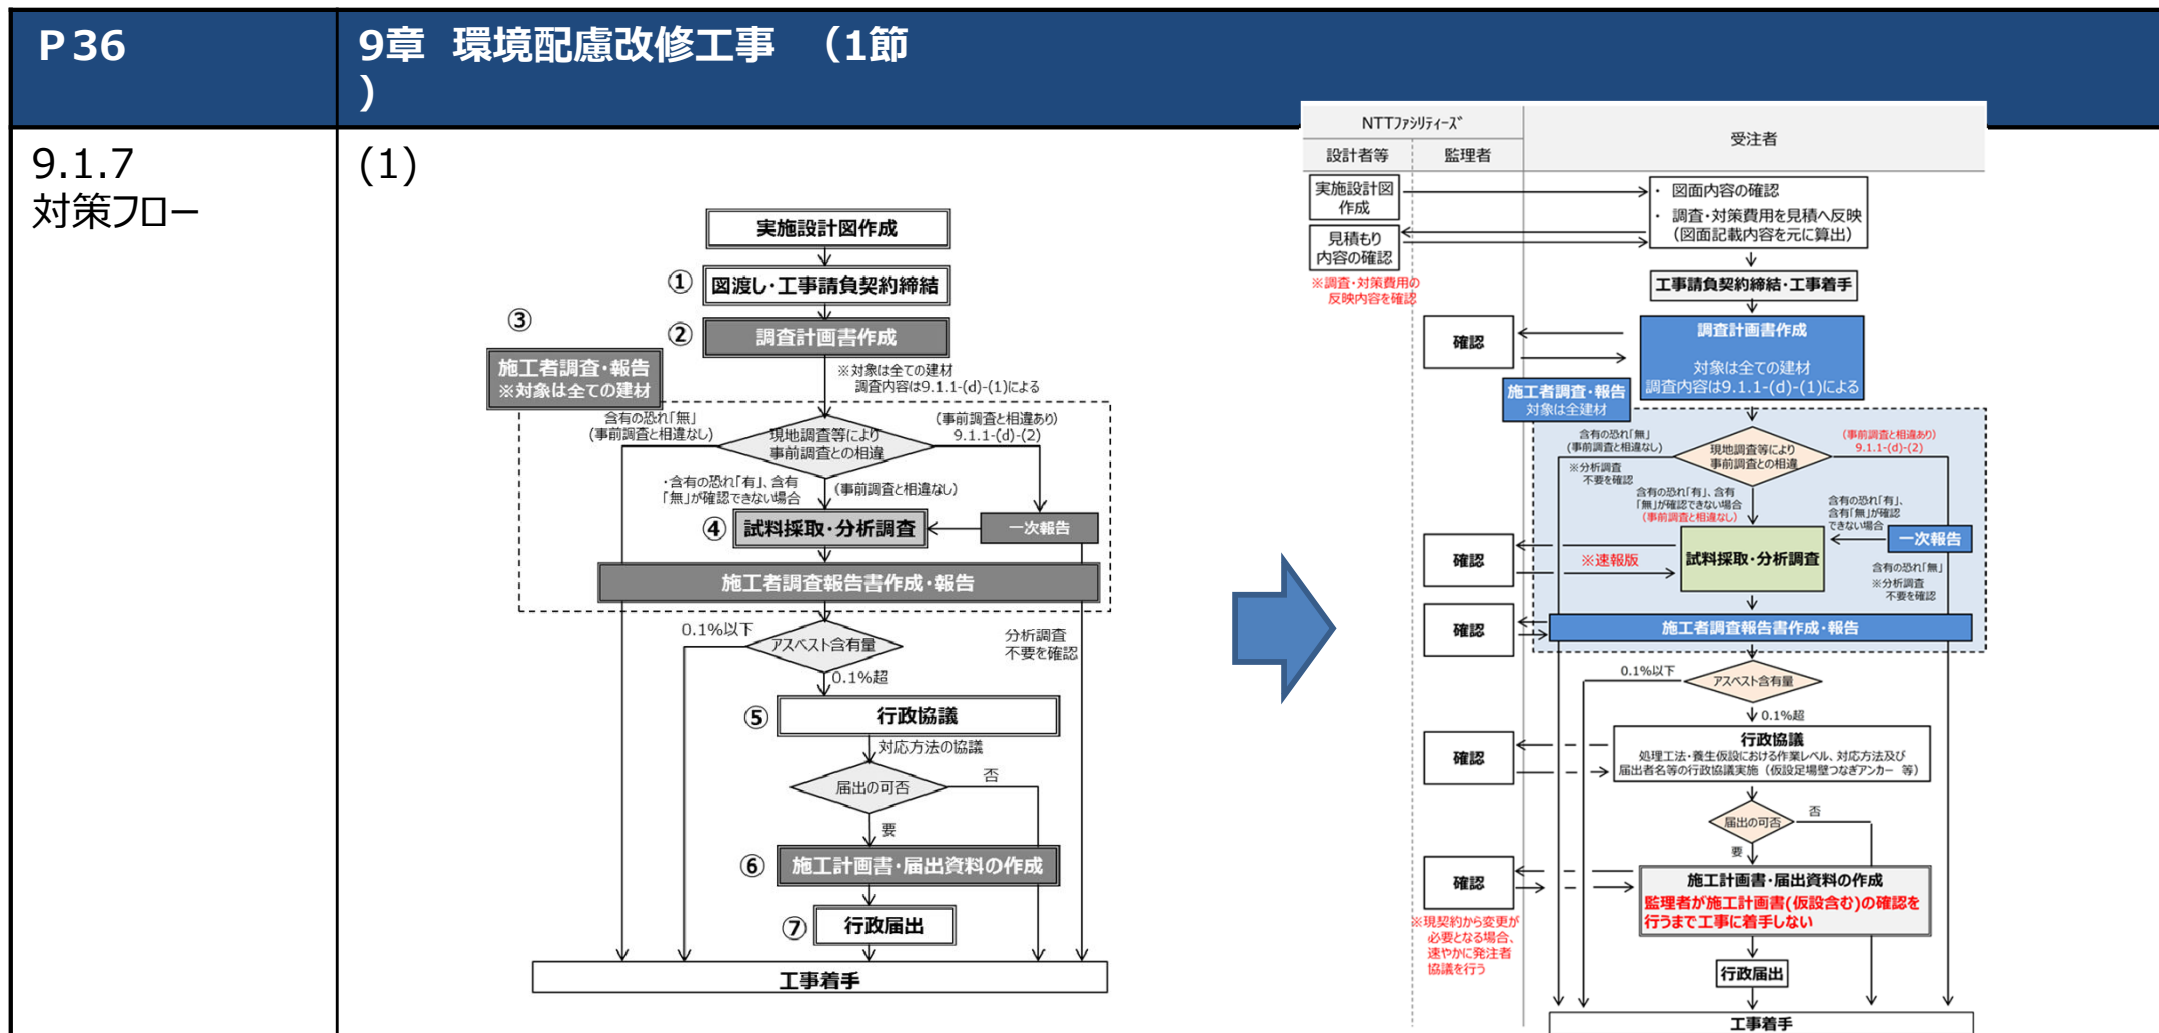 P36
9章 環境配慮改修工事 （1節
）
9.1.7
対策フロー
(1)
実施設計図作成
①
図渡し・工事請負契約締結
②
調査計画書作成
③
施工者調査・報告
※対象は全ての建材
※対象は全ての建材
調査内容は9.1.1-(d)-(1)による
含有の恐れ「無」
(事前調査と相違なし)
現地調査等により
事前調査との相違
(事前調査と相違あり)
9.1.1-(d)-(2)
・含有の恐れ「有」、含有
「無」が確認できない場合
(事前調査と相違なし)
④
試料採取・分析調査
一次報告
施工者調査報告書作成・報告
0.1%以下
アスベスト含有量
分析調査
不要を確認
0.1%超
⑤
行政協議
対応方法の協議
届出の可否
否
要
⑥
施工計画書・届出資料の作成
⑦
行政届出
工事着手
NTTファシリティーズ
受注者
設計者等
監理者
実施設計図
作成
・ 図面内容の確認
・ 調査・対策費用を見積へ反映
（図面記載内容を元に算出）
見積もり
内容の確認
※調査・対策費用の
反映内容を確認
工事請負契約締結・工事着手
確認
調査計画書作成
対象は全ての建材
調査内容は9.1.1-(d)-(1)による
施工者調査・報告
対象は全建材
含有の恐れ「無」
(事前調査と相違なし)
※分析調査
不要を確認
現地調査等により
事前調査との相違
(事前調査と相違あり)
9.1.1-(d)-(2)
含有の恐れ「有」、含有
「無」が確認できない場合
(事前調査と相違なし)
含有の恐れ「有」、
含有「無」が確認
できない場合
確認
※速報版
試料採取・分析調査
一次報告
含有の恐れ「無」
※分析調査
不要を確認
確認
施工者調査報告書作成・報告
0.1%以下
アスベスト含有量
0.1%超
確認
行政協議
処理工法・養生仮設における作業レベル、対応方法及び
届出者名等の行政協議実施（仮設足場壁つなぎアンカー 等）
届出の可否
否
要
確認
施工計画書・届出資料の作成
監理者が施工計画書(仮設含む)の確認を
行うまで工事に着手しない
※現契約から変更が
必要となる場合、
速やかに発注者
協議を行う
行政届出
工事着手